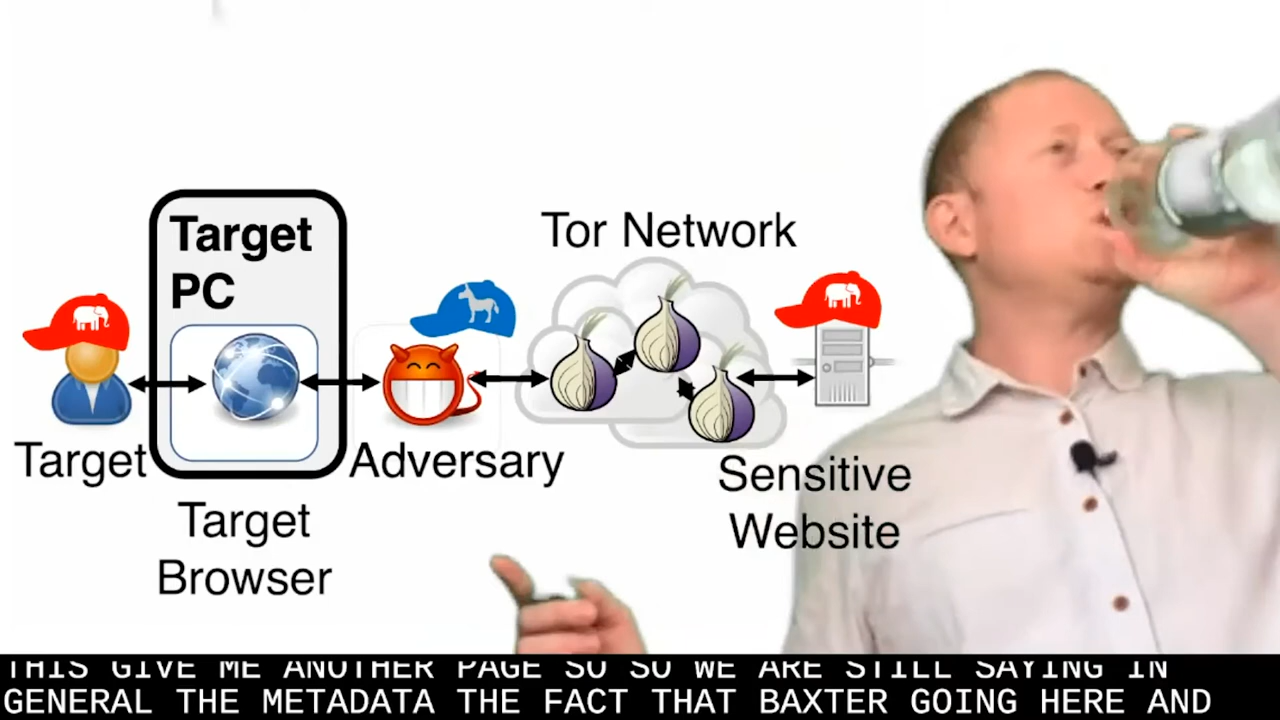 Target
PC
Tor Network
Target
Adversary
Target
Browser
Sensitive
Website
THIS GIVE ME ANOTHER PAGE SO SO WE ARE STILL SAYING IN
GENERAL THE METADATA THE FACT THAT BAXTER GOING HERE AND